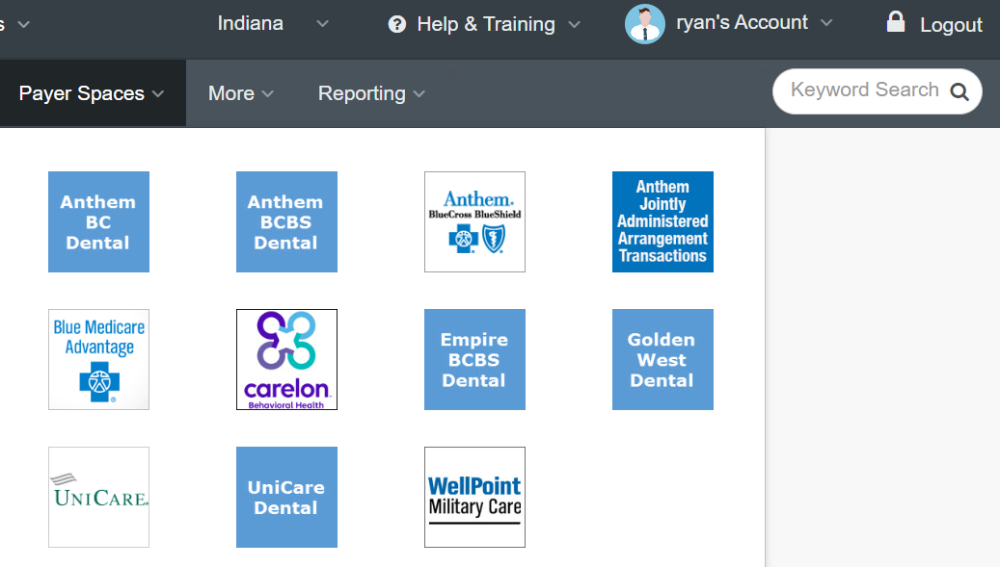 s
Indiana
Help & Training
ryan's Account
Logout
Payer Spaces
More
Reporting
Keyword Search
Anthem
BC
Dental
Anthem
BCBS
Dental
Anthem.
BlueCross BlueShield
Anthem
Jointly
Administered
Arrangement
Transactions
Blue Medicare
Advantage
carelon
Behavioral Health
Empire
BCBS
Dental
Golden
West
Dental
UNICARE
UniCare
Dental
WellPoint
Military Care